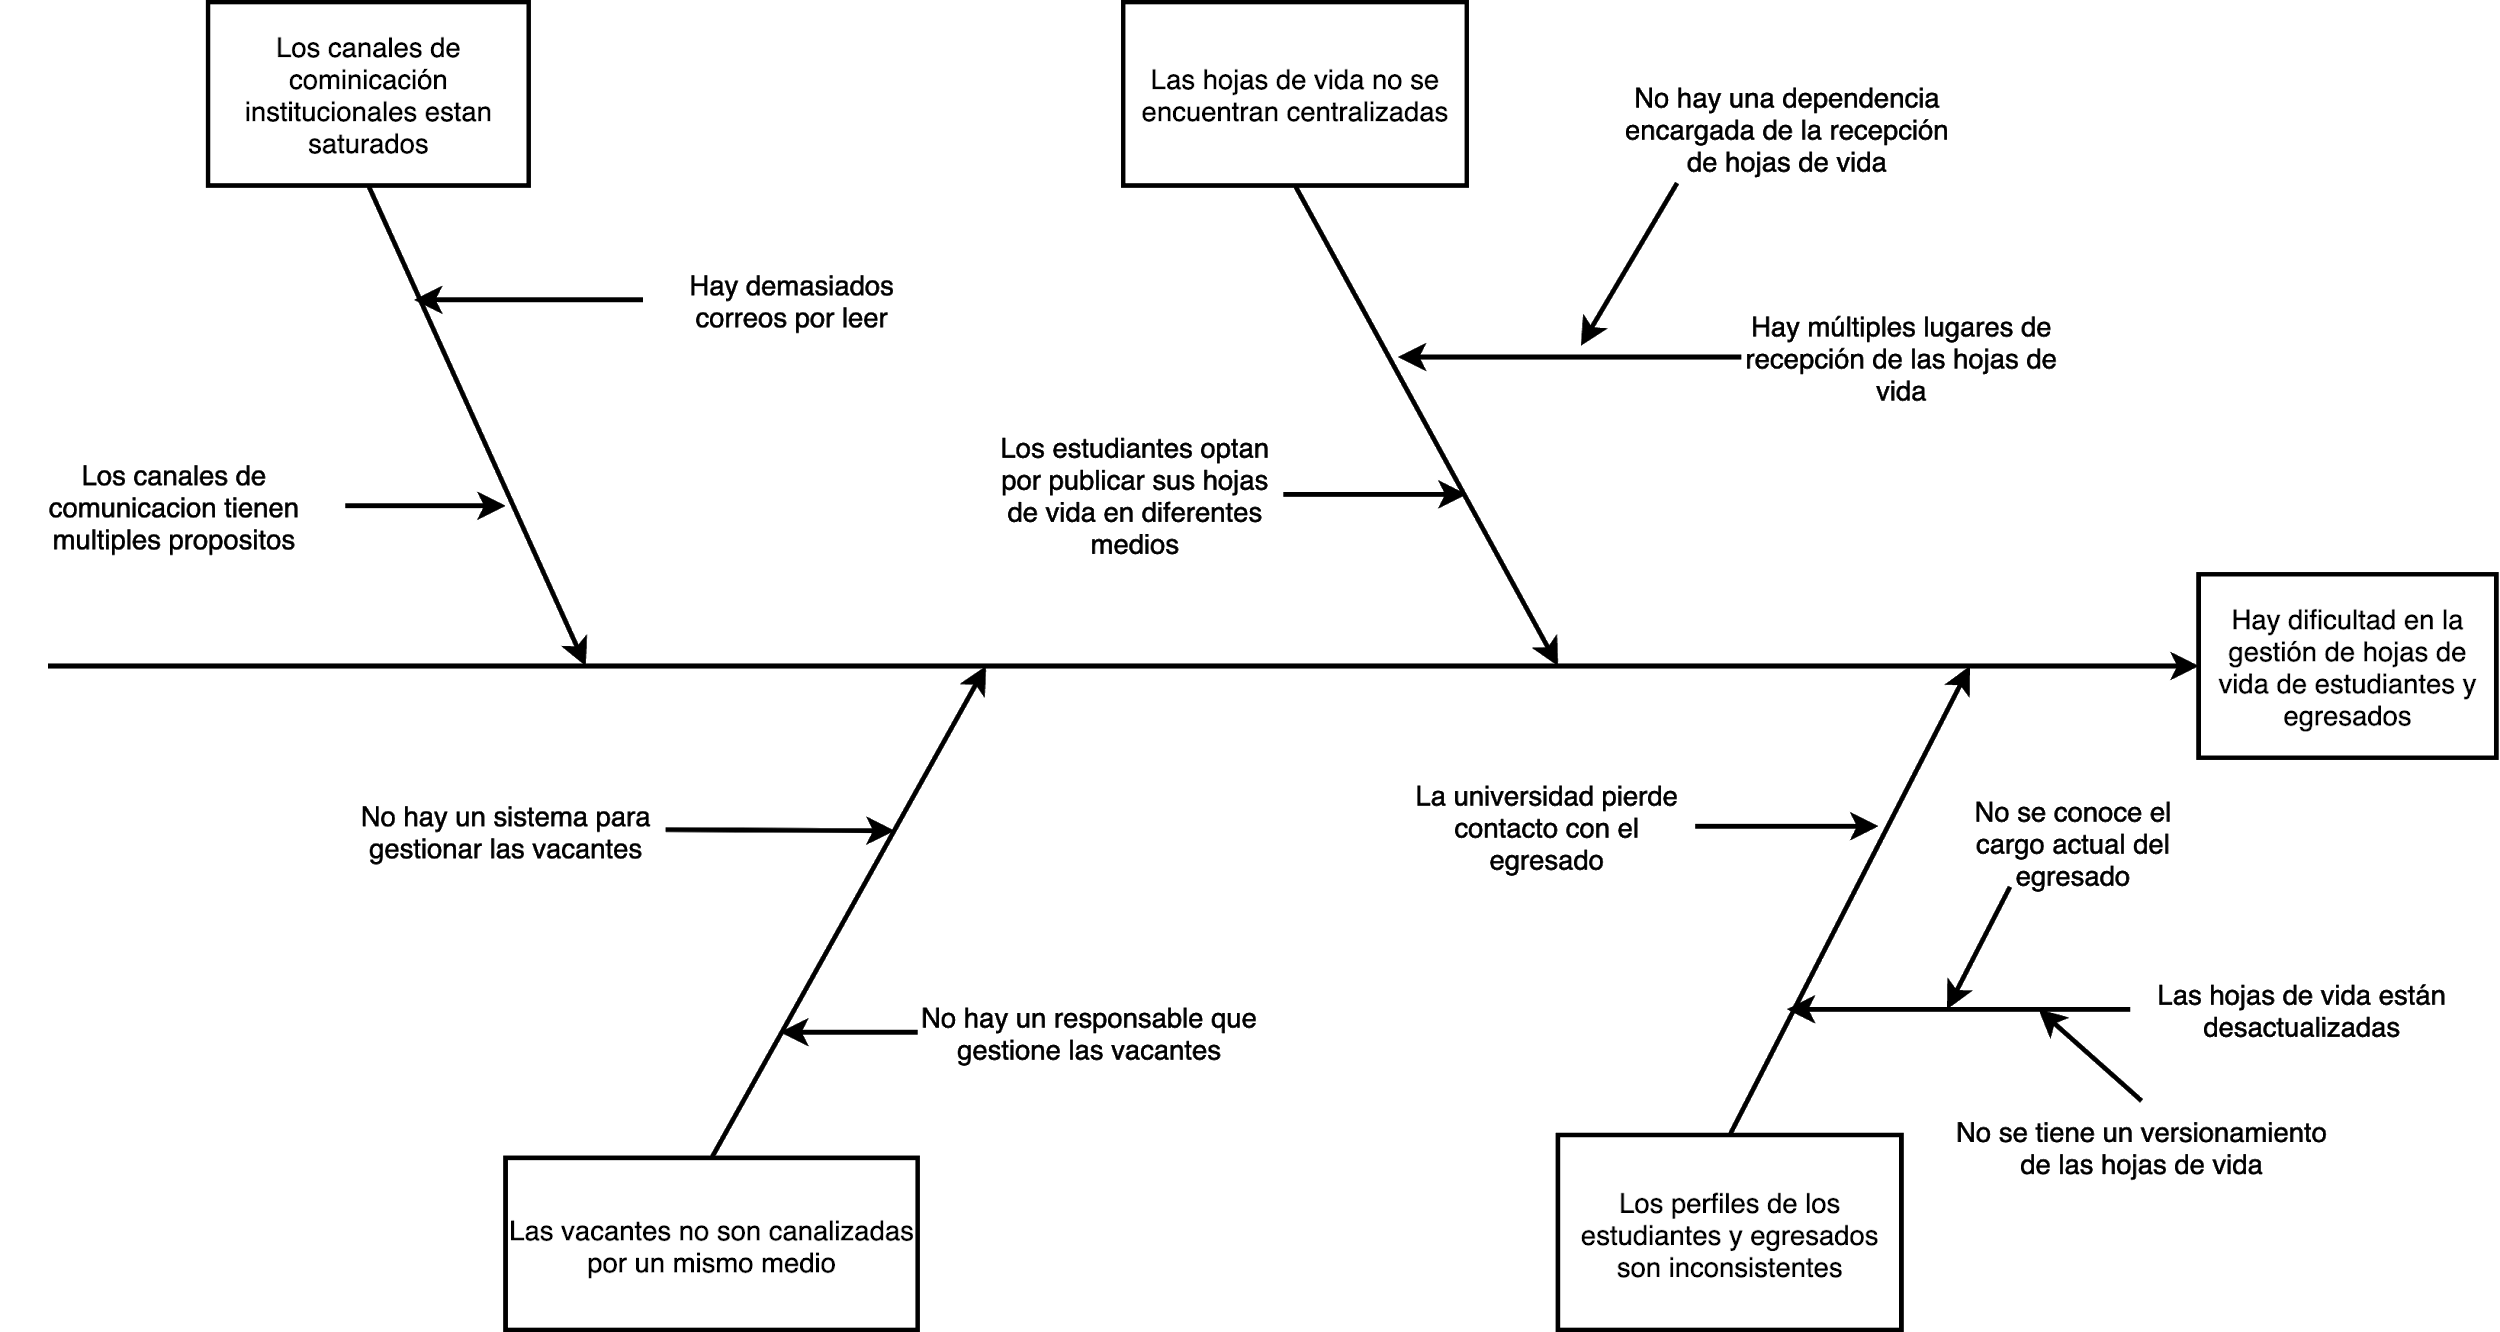 Los canales de
cominicación
institucionales estan
saturados
Las hojas de vida no se
encuentran centralizadas
No hay una dependencia
encargada de la recepción
de hojas de vida
Hay demasiados
correos por leer
Hay múltiples lugares de
recepción de las hojas de
vida
Los canales de
comunicacion tienen
multiples propositos
Los estudiantes optan
por publicar sus hojas
de vida en diferentes
medios
Hay dificultad en la
gestión de hojas de
vida de estudiantes y
egresados
No hay un sistema para
gestionar las vacantes
La universidad pierde
contacto con el
egresado
No se conoce el
cargo actual del
egresado
No hay un responsable que
gestione las vacantes
Las hojas de vida están
desactualizadas
No se tiene un versionamiento
de las hojas de vida
Las vacantes no son canalizadas
por un mismo medio
Los perfiles de los
estudiantes y egresados
son inconsistentes